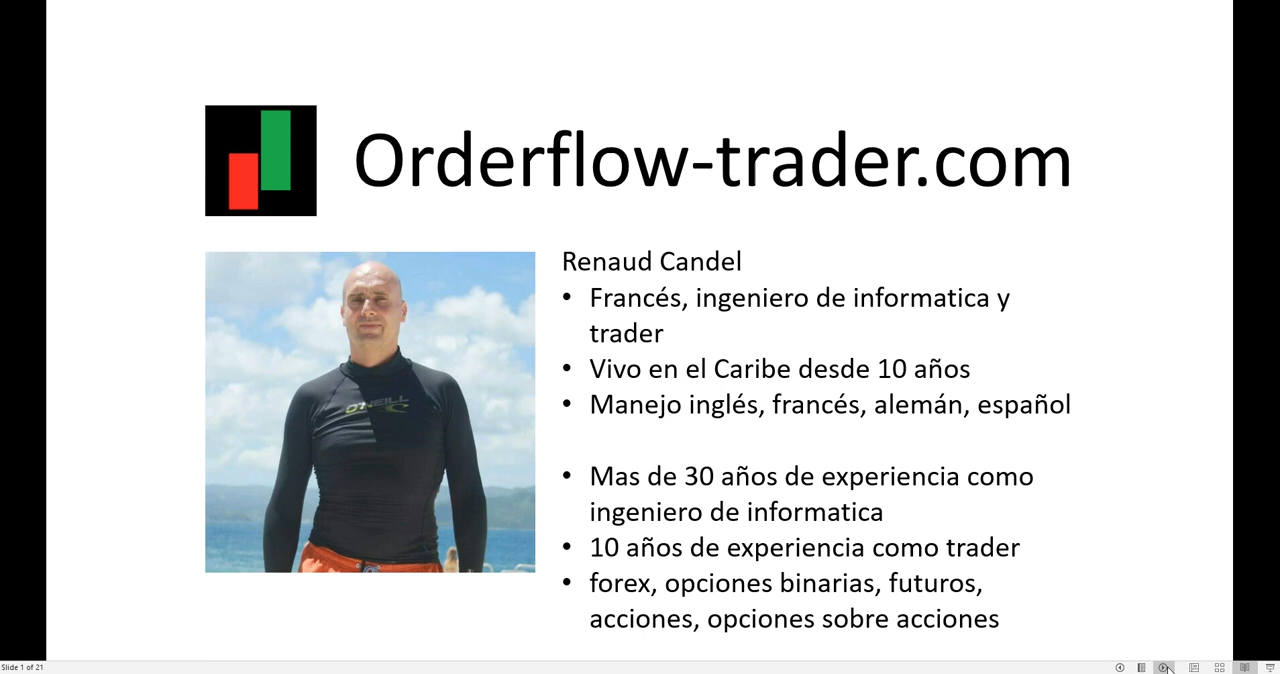 Orderflow-trader.com
Renaud Candel
• Francés, ingeniero de informatica y
trader
• Vivo en el Caribe desde 10 años
• Manejo inglés, francés, alemán, español
• Mas de 30 años de experiencia como
ingeniero de informatica
• 10 años de experiencia como trader
• forex, opciones binarias, futuros,
acciones, opciones sobre acciones
O'NEILL
Slide 1 of 21